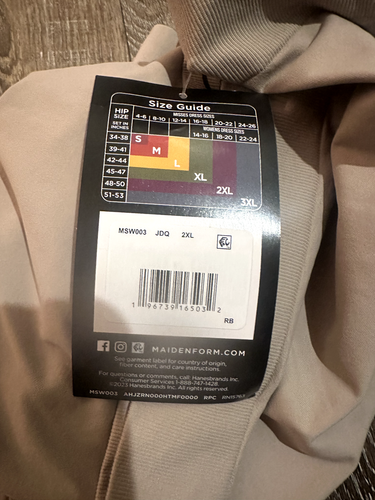 Size Guide
HIP SIZE SET IN INCHES
MISSES DRESS SIZES
4-6 8-10 12-14 16-18 20-22 24-26
WOMENS DRESS SIZES
14-16 18-20 22-24
34-38 S
39-41 M
42-44 L
45-47 XL
48-50 2XL
51-53 3XL
MSW003 JDQ 2XL
1 96739 16503 2
RB
MAIDENFORM.COM
See garment label for country of origin,
fiber content, and care instructions.
For questions or comments, call: Hanesbrands Inc.
Consumer Services 1-888-747-1428.
©2023 Hanesbrands Inc. All rights reserved.
MSW003 AHJZRN000HTMF0000 RPC RN15763